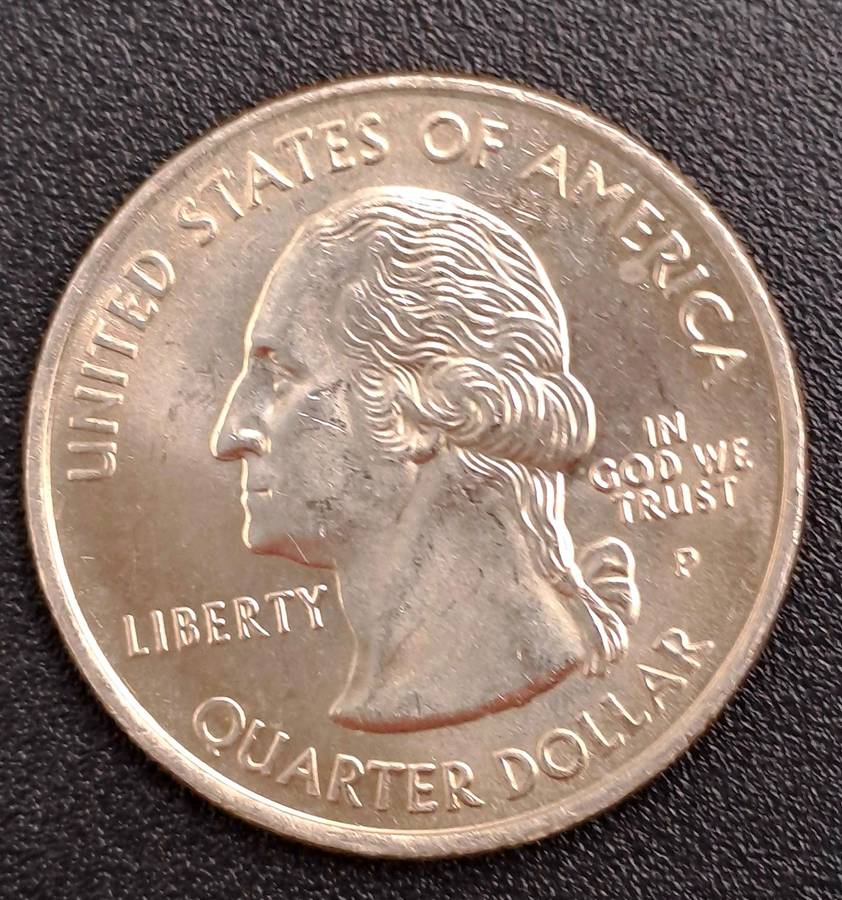 UNITED STATES OF AMERICA
IN
GOD WE
TRUST
P
LIBERTY
QUARTER DOLLAR